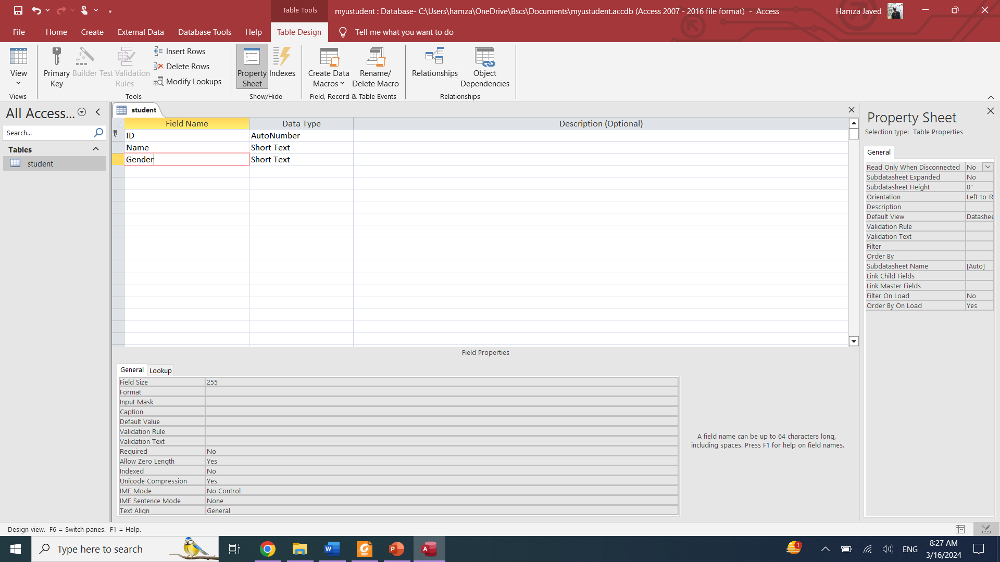 Table Tools
myustudent : Database- C:\Users\hamza\OneDrive\Bscs\Documents\myustudent.accdb (Access 2007 - 2016 file format) - Access
Hamza Javed
File Home Create External Data Database Tools Help Table Design Tell me what you want to do
View
Views
Primary Key
Builder
Test Validation Rules
Insert Rows
Delete Rows
Modify Lookups
Tools
Property Sheet
Indexes
Show/Hide
Create Data Macros
Rename/ Delete Macro
Field, Record & Table Events
Relationships
Object Dependencies
Relationships
All Access...
Search...
Tables
student
student
Field Name Data Type Description (Optional)
ID AutoNumber
Name Short Text
Gender Short Text
Field Properties
General Lookup
Field Size 255
Format
Input Mask
Caption
Default Value
Validation Rule
Validation Text
Required No
Allow Zero Length Yes
Indexed No
Unicode Compression Yes
IME Mode No Control
IME Sentence Mode None
Text Align General
A field name can be up to 64 characters long,
including spaces. Press F1 for help on field names.
Property Sheet
Selection type: Table Properties
General
Read Only When Disconnected No
Subdatasheet Expanded No
Subdatasheet Height 0"
Orientation Left-to-R
Description
Default View Datashee
Validation Rule
Validation Text
Filter
Order By
Subdatasheet Name [Auto]
Link Child Fields
Link Master Fields
Filter On Load No
Order By On Load Yes
Design view. F6 = Switch panes. F1 = Help.
Type here to search
W
PDF
P
A
1
ENG
8:27 AM
3/16/2024